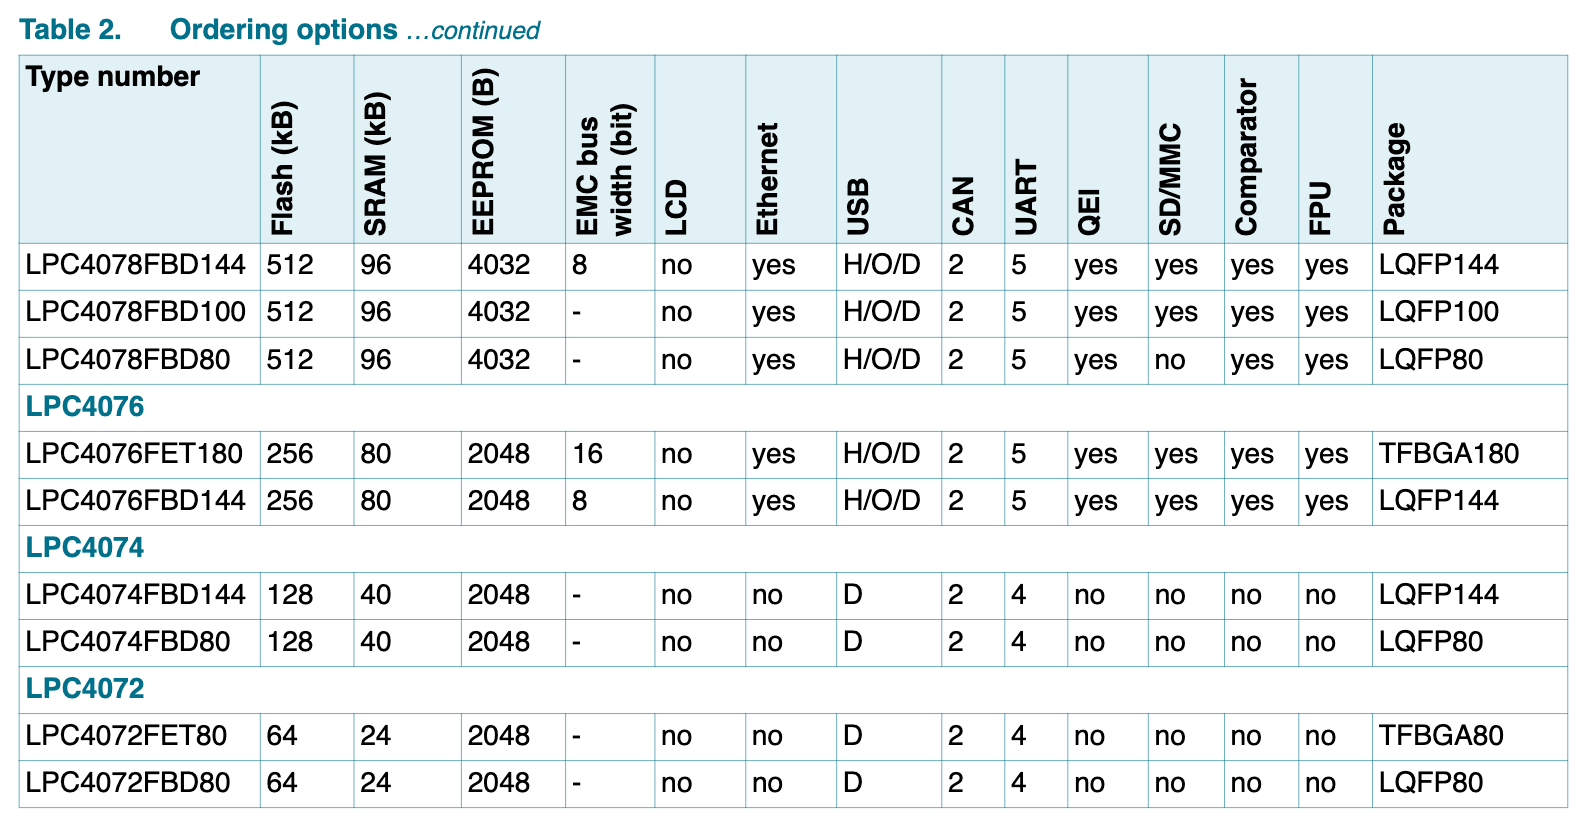 Table 2. Ordering options ...continued
Type number Flash (kB) SRAM (kB) EEPROM (B) EMC bus width (bit) LCD Ethernet USB CAN UART QEI SD/MMC Comparator FPU Package
LPC4078FBD144 512 96 4032 8 no yes H/O/D 2 5 yes yes yes yes LQFP144
LPC4078FBD100 512 96 4032 - no yes H/O/D 2 5 yes yes yes yes LQFP100
LPC4078FBD80 512 96 4032 - no yes H/O/D 2 5 yes no yes yes LQFP80
LPC4076
LPC4076FET180 256 80 2048 16 no yes H/O/D 2 5 yes yes yes yes TFBGA180
LPC4076FBD144 256 80 2048 8 no yes H/O/D 2 5 yes yes yes yes LQFP144
LPC4074
LPC4074FBD144 128 40 2048 - no no D 2 4 no no no no LQFP144
LPC4074FBD80 128 40 2048 - no no D 2 4 no no no no LQFP80
LPC4072
LPC4072FET80 64 24 2048 - no no D 2 4 no no no no TFBGA80
LPC4072FBD80 64 24 2048 - no no D 2 4 no no no no LQFP80